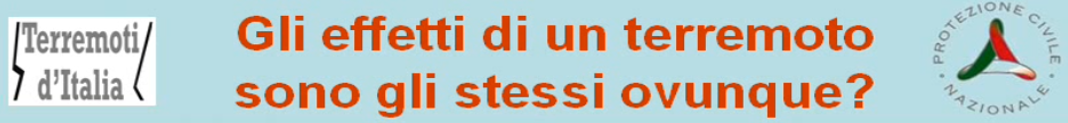 Terremoti
d'Italia
Gli effetti di un terremoto
sono gli stessi ovunque?
PROTEZIONE CIVILE
NAZIONALE